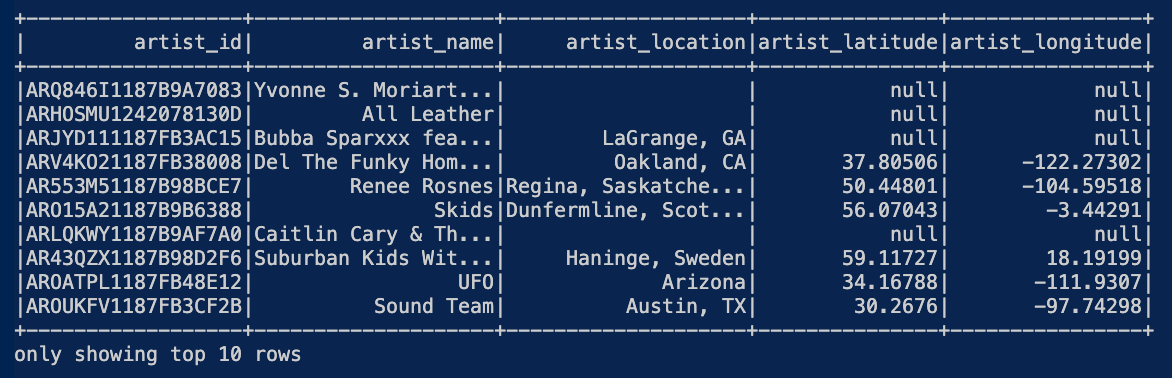 +------------------+--------------------+--------------------+---------------+----------------+
|         artist_id|         artist_name|     artist_location|artist_latitude|artist_longitude|
+------------------+--------------------+--------------------+---------------+----------------+
|ARQ846I1187B9A7083|Yvonne S. Moriart...|                    |           null|            null|
|ARHOSMU1242078130D|         All Leather|                    |           null|            null|
|ARJYD111187FB3AC15|Bubba Sparxxx fea...|        LaGrange, GA|           null|            null|
|ARV4KO21187FB38008|Del The Funky Hom...|         Oakland, CA|       37.80506|      -122.27302|
|AR553M51187B98BCE7|        Renee Rosnes|Regina, Saskatche...|       50.44801|      -104.59518|
|ARO15A21187B9B6388|               Skids|Dunfermline, Scot...|       56.07043|        -3.44291|
|ARLQKWY1187B9AF7A0|Caitlin Cary & Th...|                    |           null|            null|
|AR43QZX1187B98D2F6|Suburban Kids Wit...|     Haninge, Sweden|       59.11727|        18.19199|
|AROATPL1187FB48E12|                 UFO|             Arizona|       34.16788|       -111.9307|
|AROUKFV1187FB3CF2B|          Sound Team|          Austin, TX|        30.2676|       -97.74298|
+------------------+--------------------+--------------------+---------------+----------------+
only showing top 10 rows